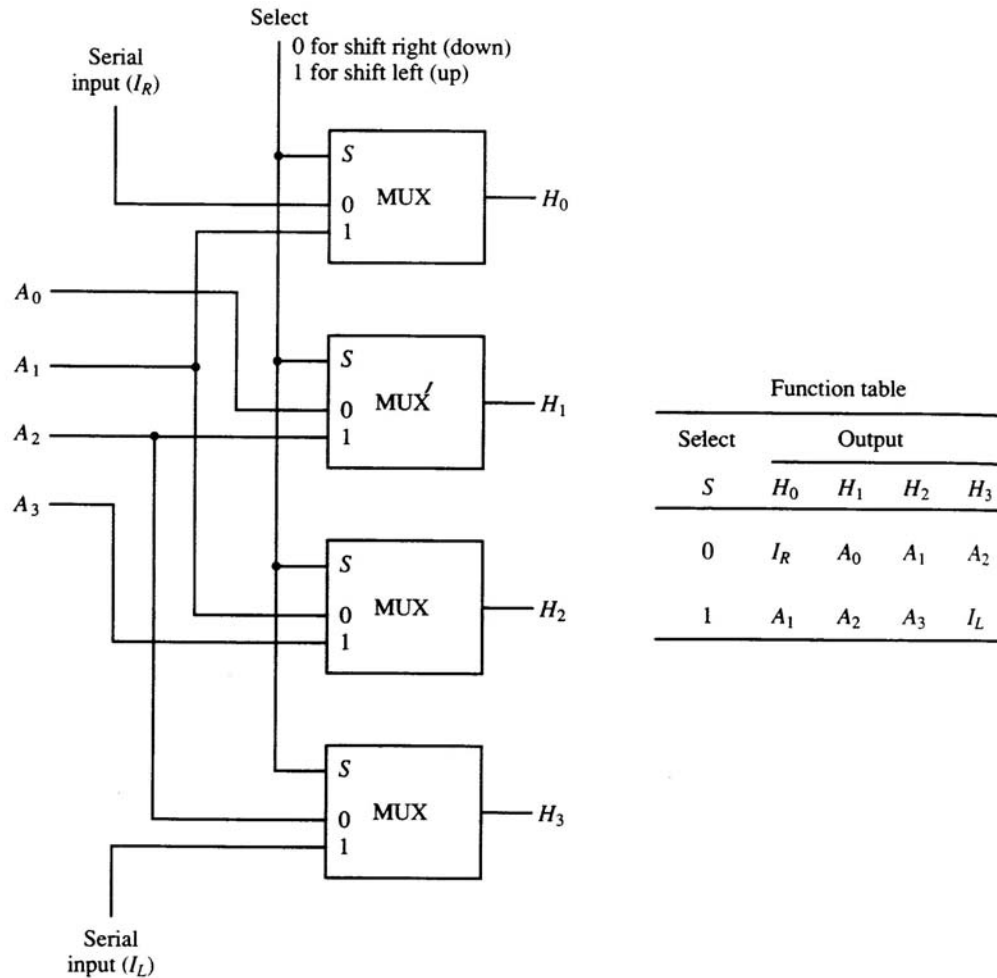 Select
0 for shift right (down)
1 for shift left (up)
Serial
input (I_R)
S
MUX
0
1
H_0
A_0
A_1
A_2
A_3
S
MUX
0
1
H_1
S
MUX
0
1
H_2
S
MUX
0
1
H_3
Serial
input (I_L)
Function table
Select Output
S H_0 H_1 H_2 H_3
0 I_R A_0 A_1 A_2
1 A_1 A_2 A_3 I_L